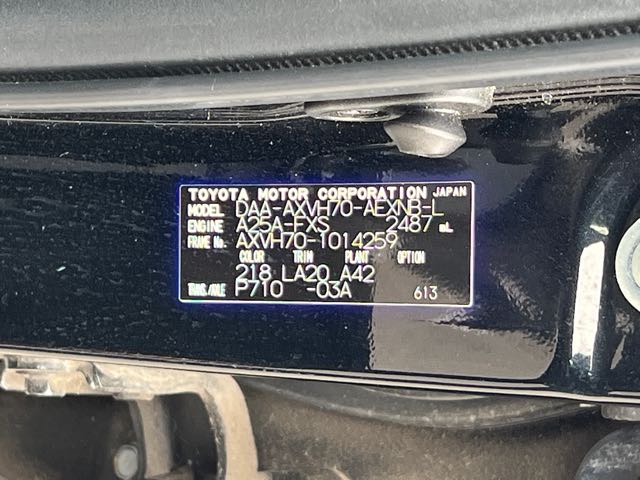 TOYOTA MOTOR CORPORATION JAPAN
MODEL DAA-AXVH70-AEXNB-L
ENGINE A25A-FXS 2487 mL
FRAME No. AXVH70-1014259
COLOR TRIM PLANT OPTION
218 LA20 A42
TRANS./AXLE P710 -03A 613